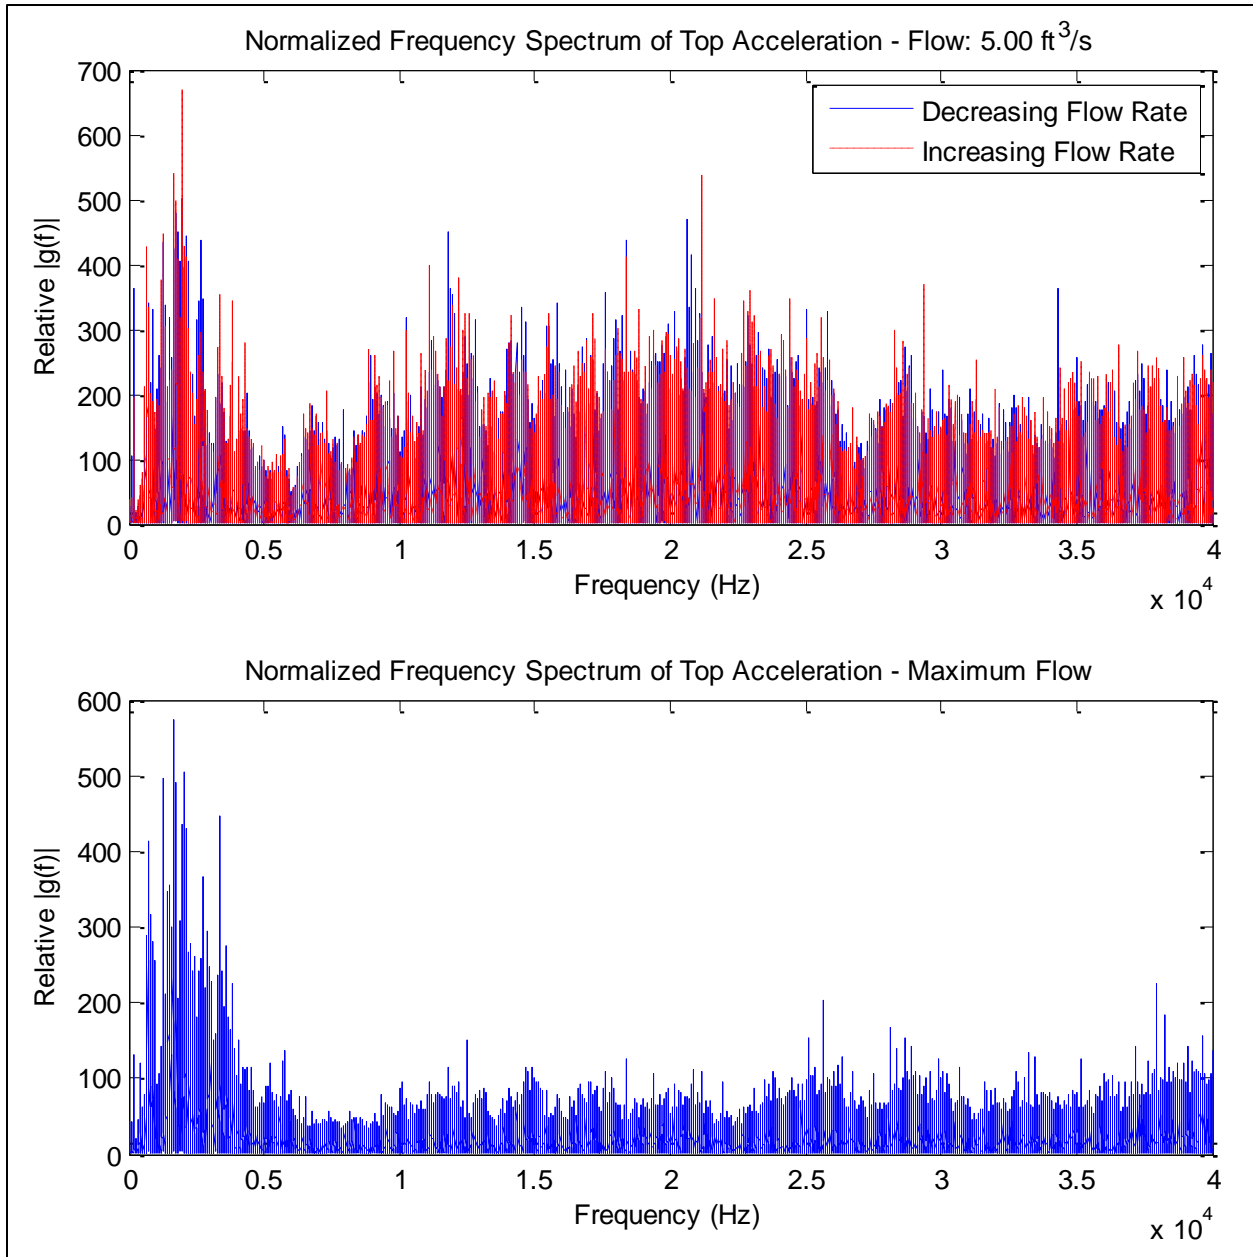 Normalized Frequency Spectrum of Top Acceleration - Flow: 5.00 ft³/s
700
600
500
400
300
200
100
0
Relative |g(f)|
Decreasing Flow Rate
Increasing Flow Rate
0 0.5 1 1.5 2 2.5 3 3.5 4
Frequency (Hz)
x 10⁴
Normalized Frequency Spectrum of Top Acceleration - Maximum Flow
600
500
400
300
200
100
0
Relative |g(f)|
0 0.5 1 1.5 2 2.5 3 3.5 4
Frequency (Hz)
x 10⁴